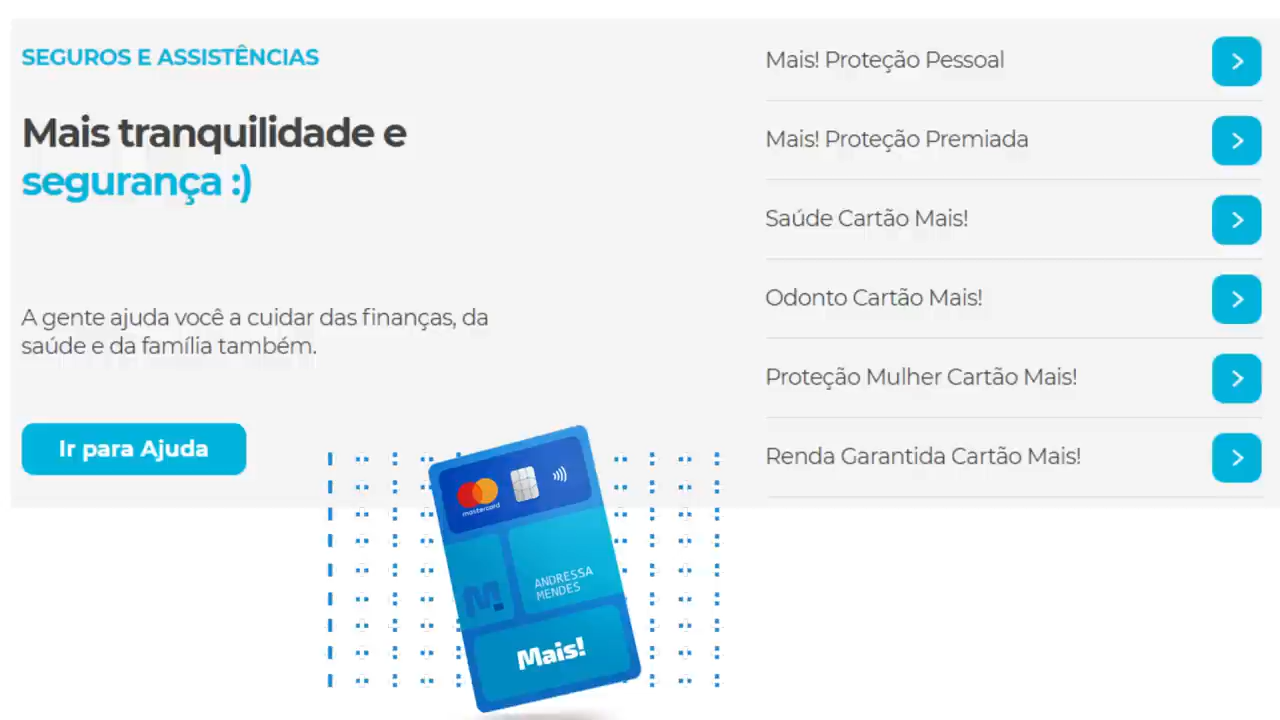 SEGUROS E ASSISTÊNCIAS
Mais tranquilidade e
segurança :)
A gente ajuda você a cuidar das finanças, da
saúde e da família também.
Ir para Ajuda
Mais! Proteção Pessoal
Mais! Proteção Premiada
Saúde Cartão Mais!
Odonto Cartão Mais!
Proteção Mulher Cartão Mais!
Renda Garantida Cartão Mais!
mastercard
M.
ANDRESSA
MENDES
Mais!